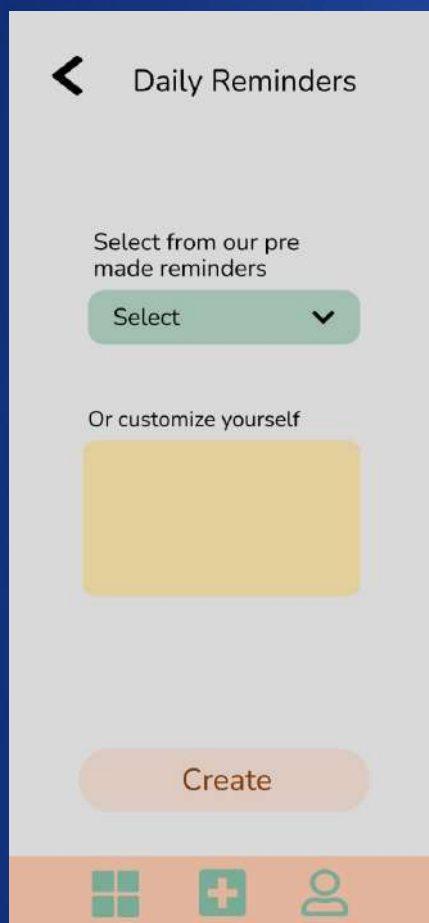 Daily Reminders
Select from our pre
made reminders
Select
Or customize yourself
Create